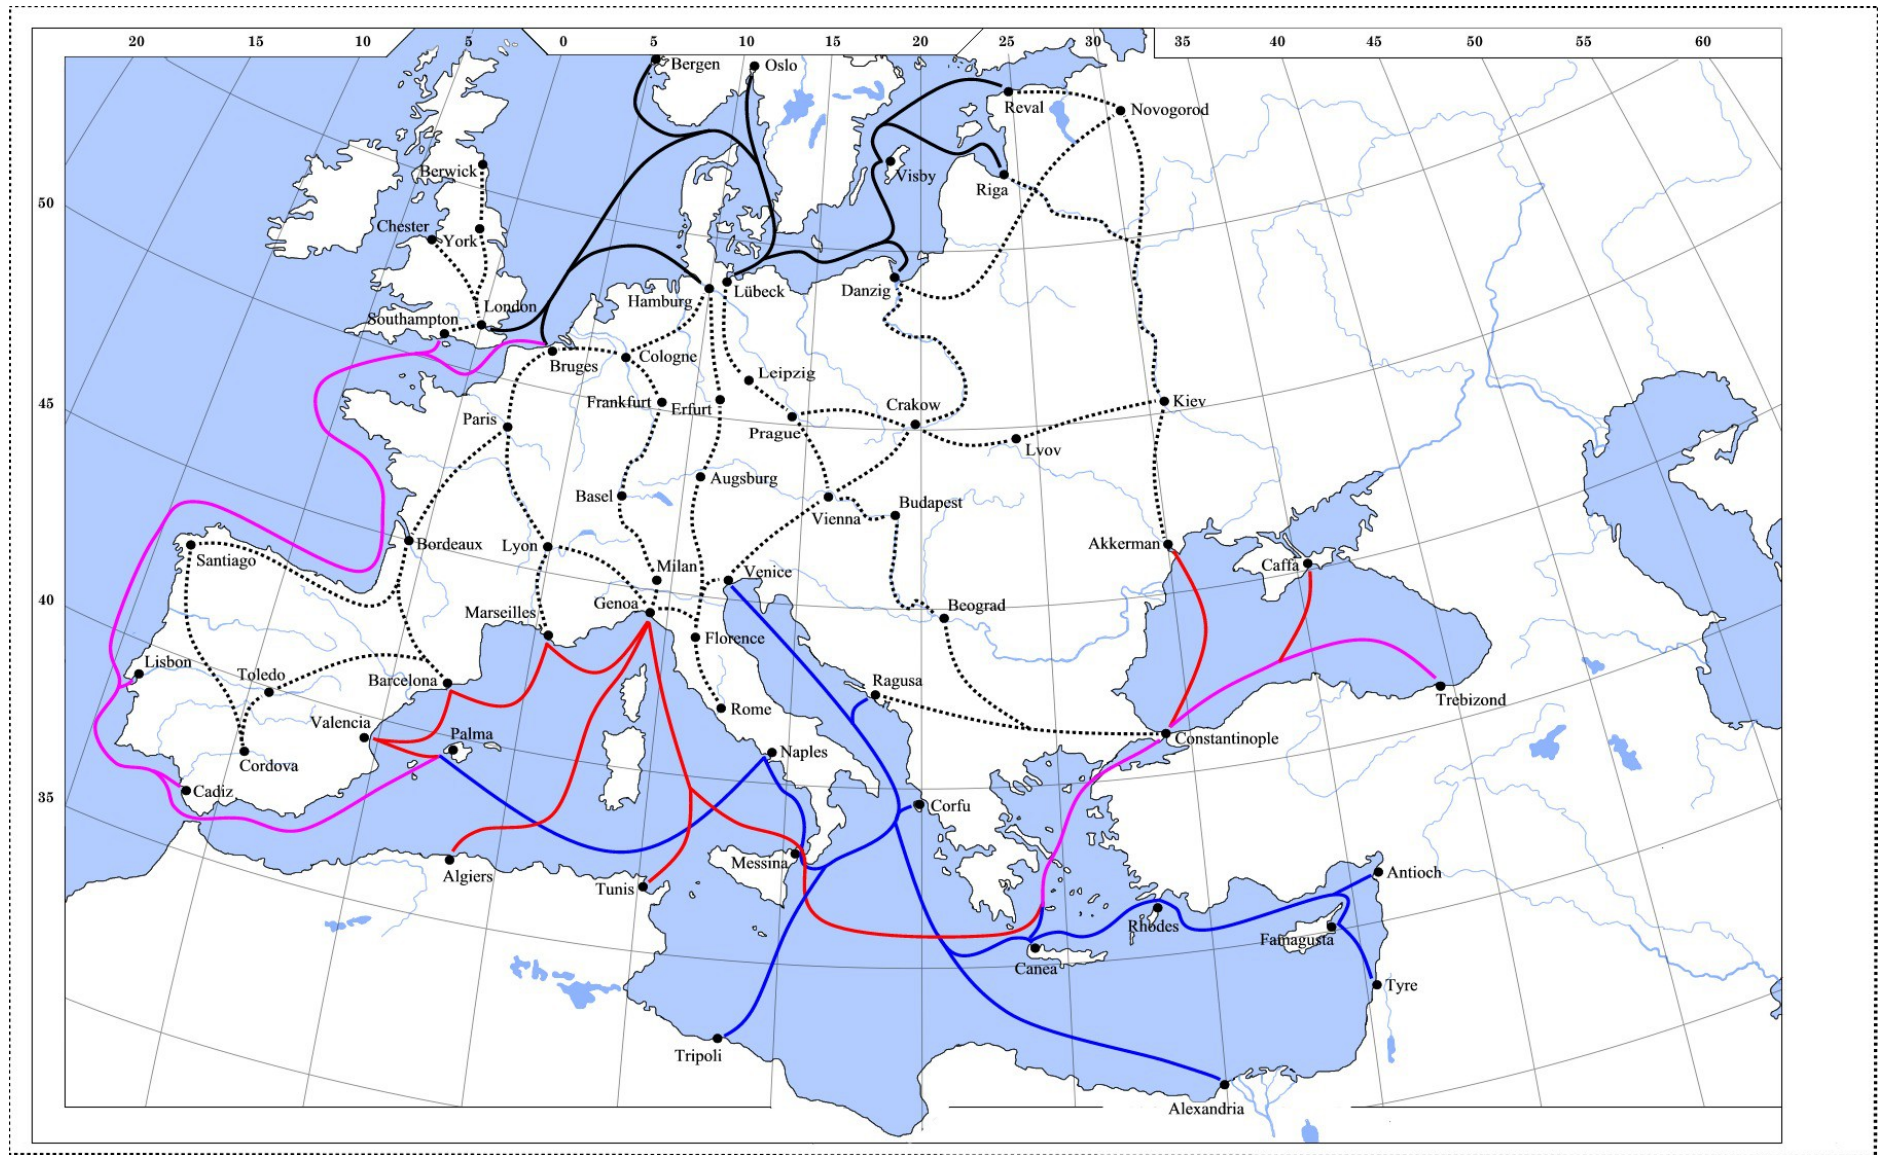 20 15 10 5 0 5 10 15 20 25 30 35 40 45 50 55 60
Bergen
Oslo
Reval
Novogorod
Berwick
Visby
Riga
50
Chester
York
London
Hamburg
Lübeck
Danzig
Southampton
Bruges
Cologne
Leipzig
45
Frankfurt
Erfurt
Crakow
Kiev
Paris
Prague
Lvov
Augsburg
Basel
Budapest
Vienna
Bordeaux
Lyon
Akkerman
Santiago
Milan
Venice
Caffa
40
Marseilles
Genoa
Beograd
Florence
Lisbon
Toledo
Barcelona
Ragusa
Trebizond
Rome
Valencia
Palma
Constantinople
Naples
Cordova
35
Cadiz
Corfu
Messina
Algiers
Tunis
Antioch
Rhodes
Famagusta
Canea
Tyre
Tripoli
Alexandria